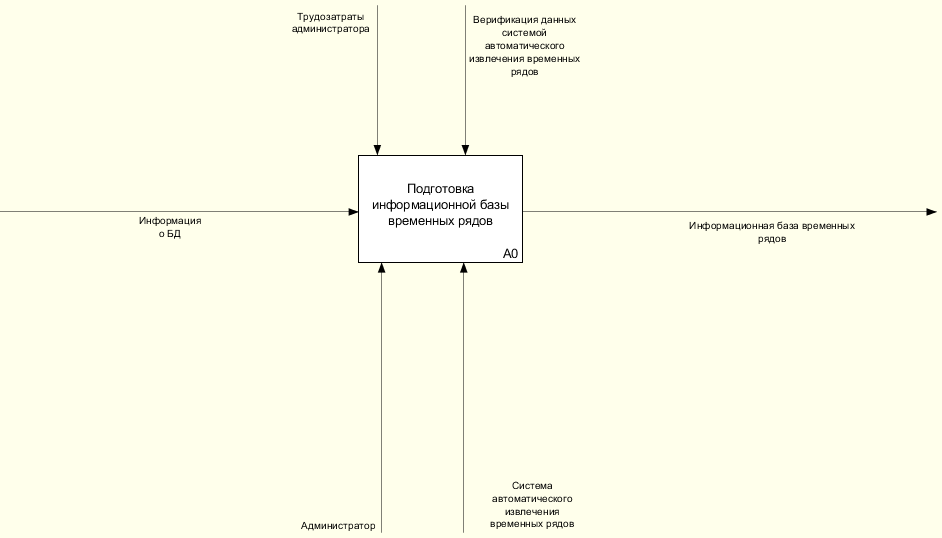 Трудозатраты
администратора
Верификация данных
системой
автоматического
извлечения временных
рядов
Подготовка
информационной базы
временных рядов
A0
Информация
о БД
Информационная база временных
рядов
Администратор
Система
автоматического
извлечения
временных рядов